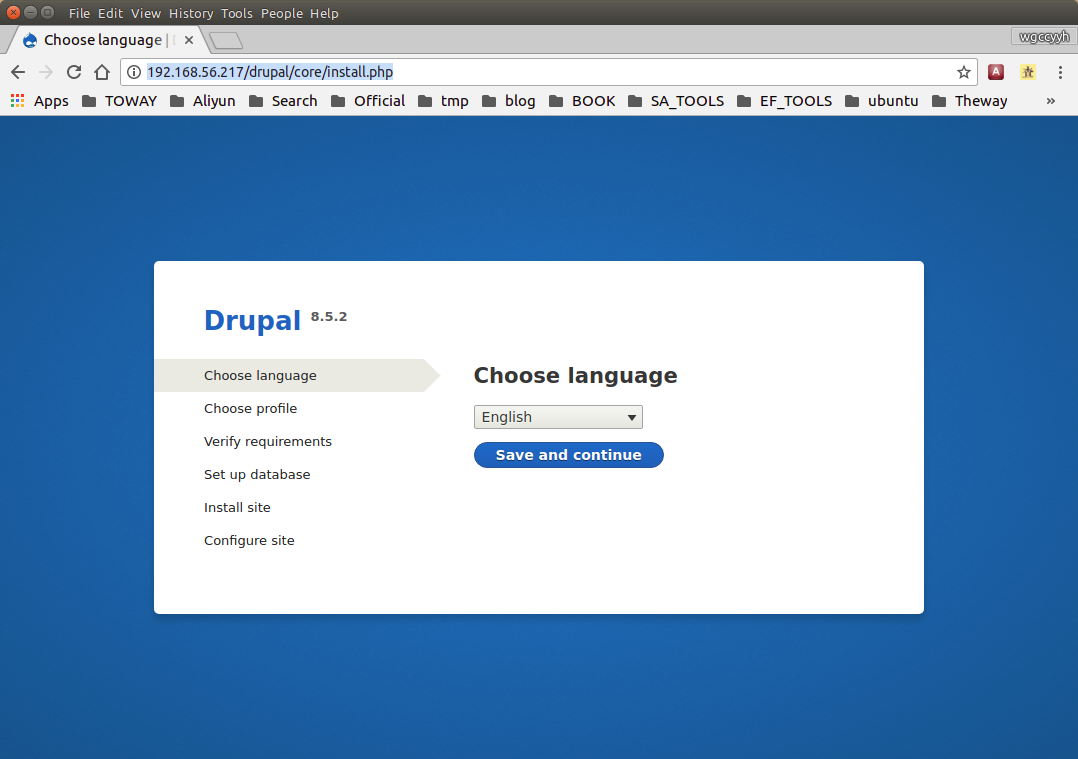 File Edit View History Tools People Help
Choose language |
wgccyyh
192.168.56.217/drupal/core/install.php
Apps TOWAY Aliyun Search Official tmp blog BOOK SA_TOOLS EF_TOOLS ubuntu Theway »
Drupal 8.5.2
Choose language
Choose profile
Verify requirements
Set up database
Install site
Configure site
Choose language
English
Save and continue